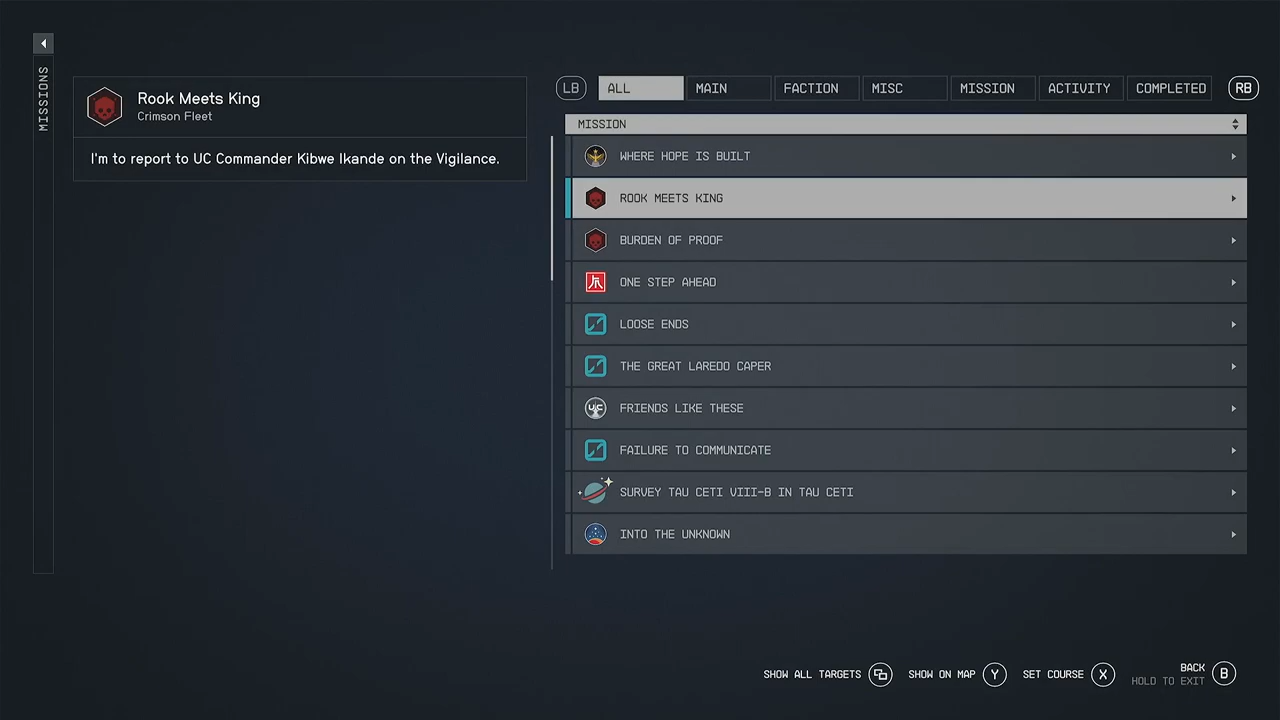 MISSIONS
Rook Meets King
Crimson Fleet
I'm to report to UC Commander Kibwe Ikande on the Vigilance.
LB
ALL
MAIN
FACTION
MISC
MISSION
ACTIVITY
COMPLETED
RB
MISSION
WHERE HOPE IS BUILT
ROOK MEETS KING
BURDEN OF PROOF
ONE STEP AHEAD
LOOSE ENDS
THE GREAT LAREDO CAPER
UC
FRIENDS LIKE THESE
FAILURE TO COMMUNICATE
SURVEY TAU CETI VIII-B IN TAU CETI
INTO THE UNKNOWN
SHOW ALL TARGETS
SHOW ON MAP Y
SET COURSE X
BACK B
HOLD TO EXIT